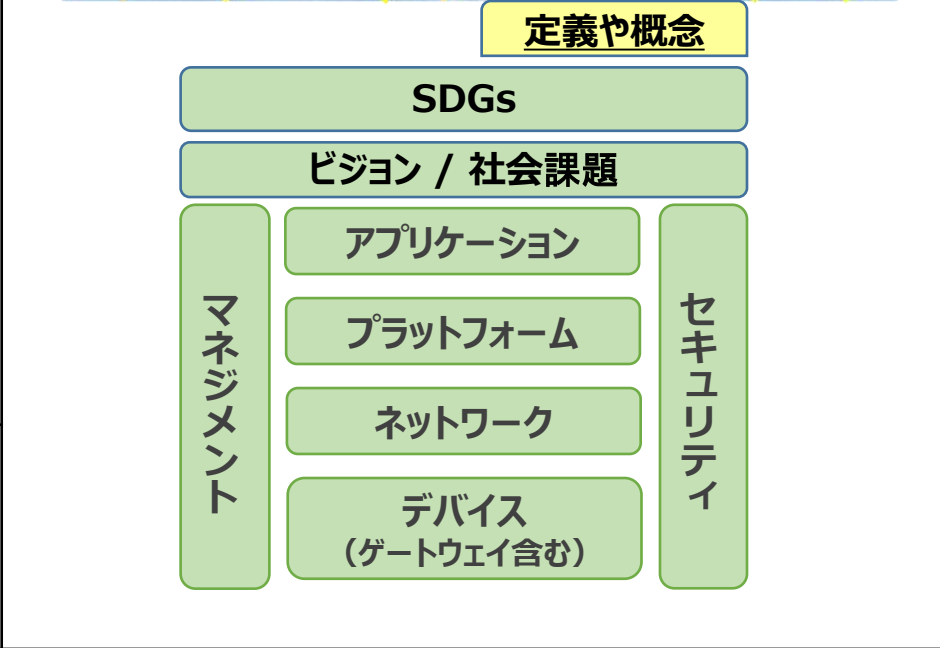 定義や概念
SDGs
ビジョン / 社会課題
マネジメント
アプリケーション
プラットフォーム
ネットワーク
デバイス
（ゲートウェイ含む）
セキュリティ